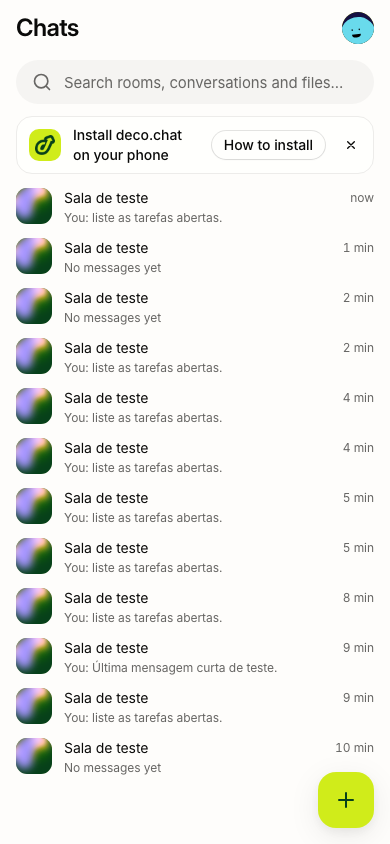 Chats
Search rooms, conversations and files...
Install deco.chat
on your phone
How to install
Sala de teste
now
You: liste as tarefas abertas.
Sala de teste
1 min
No messages yet
Sala de teste
2 min
No messages yet
Sala de teste
2 min
You: liste as tarefas abertas.
Sala de teste
4 min
You: liste as tarefas abertas.
Sala de teste
4 min
You: liste as tarefas abertas.
Sala de teste
5 min
You: liste as tarefas abertas.
Sala de teste
5 min
You: liste as tarefas abertas.
Sala de teste
8 min
You: liste as tarefas abertas.
Sala de teste
9 min
You: Última mensagem curta de teste.
Sala de teste
9 min
You: liste as tarefas abertas.
Sala de teste
10 min
No messages yet